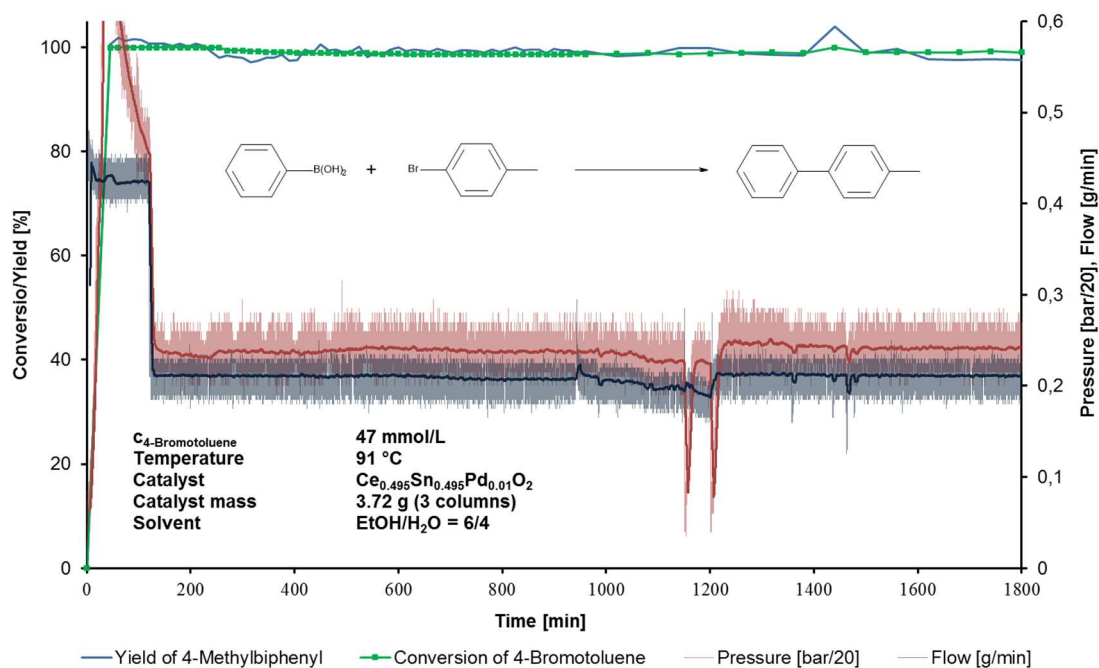 100
80
60
40
20
0
Conversio/Yield [%]
0,6
0,5
0,4
0,3
0,2
0,1
0
Pressure [bar/20], Flow [g/min]
B(OH)₂ + Br
c₄₋Bromotoluene 47 mmol/L
Temperature 91 °C
Catalyst Ce₀.₄₉₅Sn₀.₄₉₅Pd₀.₀₁O₂
Catalyst mass 3.72 g (3 columns)
Solvent EtOH/H₂O = 6/4
0 200 400 600 800 1000 1200 1400 1600 1800
Time [min]
Yield of 4-Methylbiphenyl Conversion of 4-Bromotoluene Pressure [bar/20] Flow [g/min]